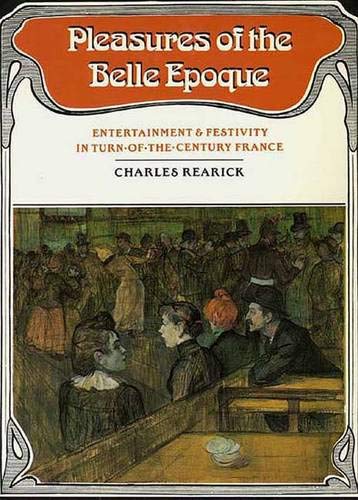 Pleasures of the
Belle Epoque
ENTERTAINMENT & FESTIVITY
IN TURN-OF-THE-CENTURY FRANCE
CHARLES REARICK